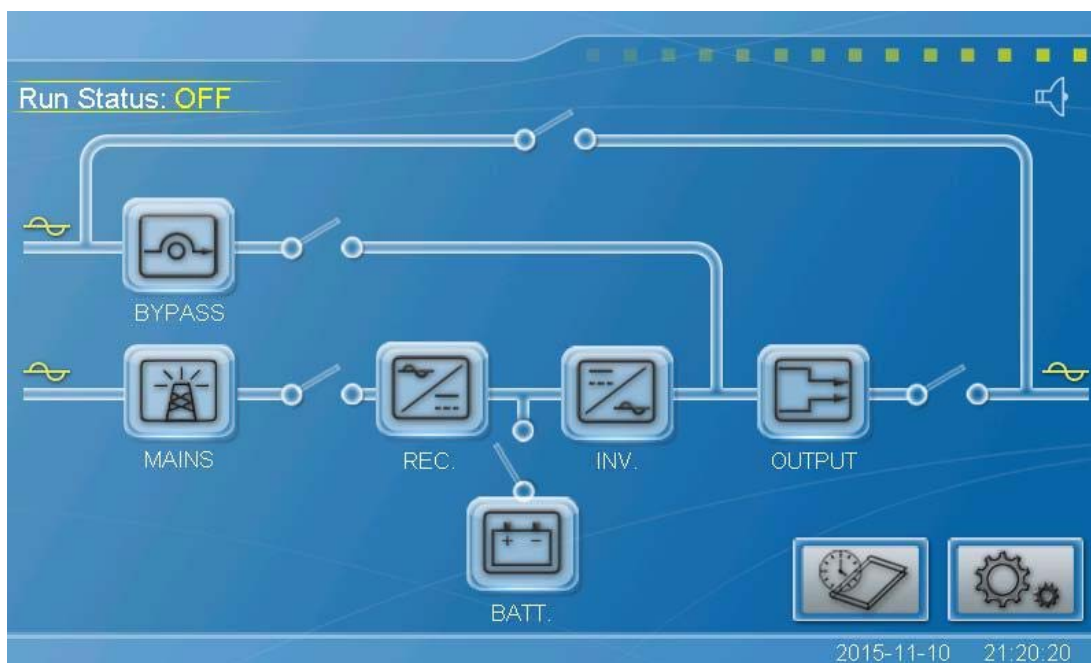 Run Status: OFF
BYPASS
MAINS
REC.
INV.
OUTPUT
BATT.
2015-11-10 21:20:20